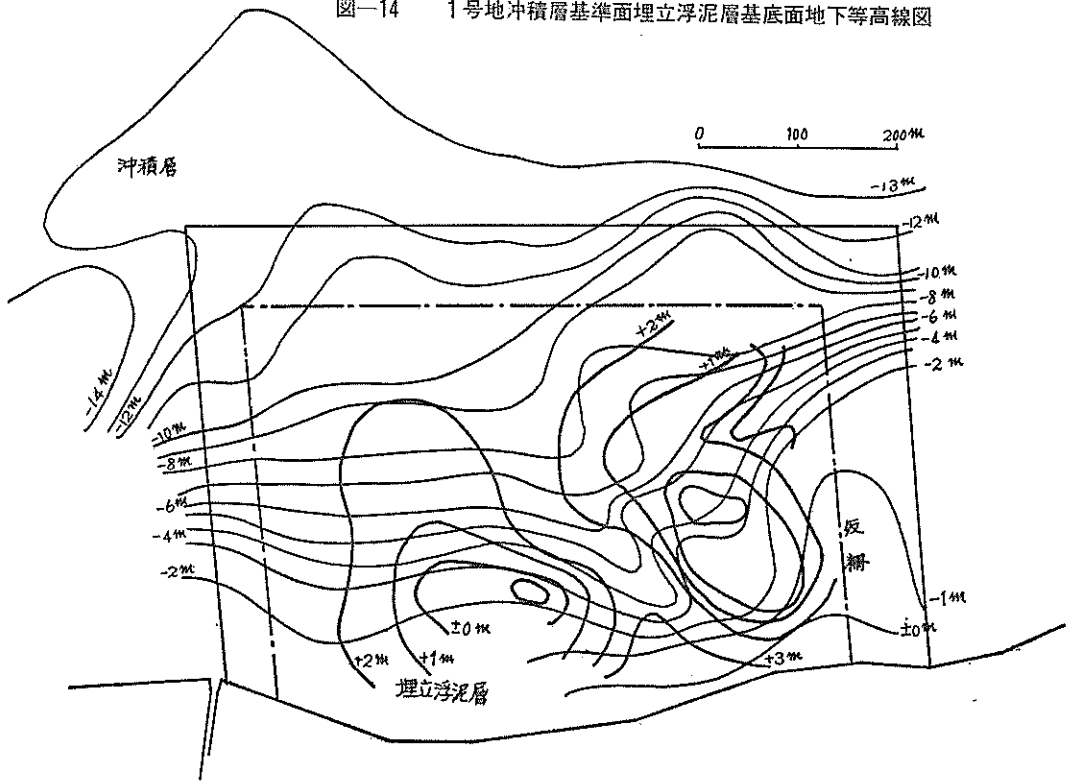 図—14　1号地沖積層基準面埋立浮泥層基底面地下等高線図
0 100 200m
沖積層
-13m
-12m
-10m
-8m
-6m
-4m
-2m
+2m
+1m
-14m
-12m
-10m
-8m
-6m
-4m
-2m
仮
柵
-1m
±0m
±0m
+2m
+1m
+3m
埋立浮泥層